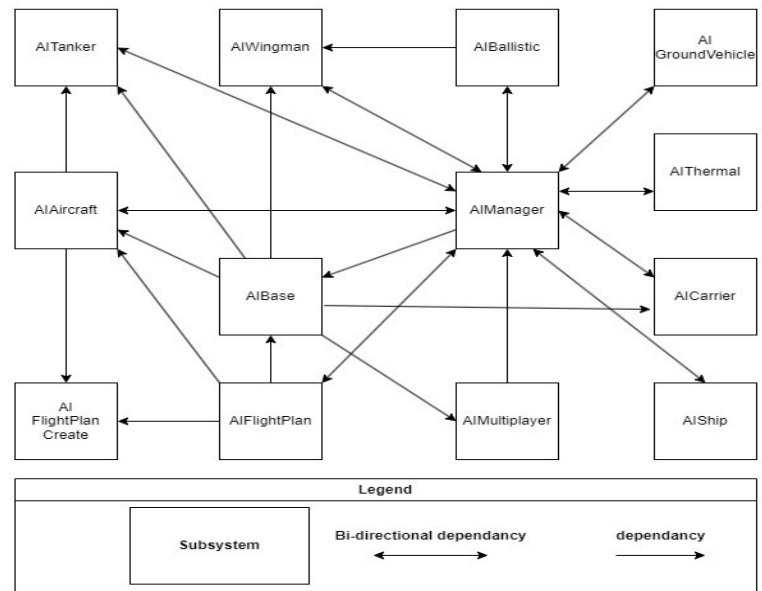 AITanker
AIWingman
AIBallistic
AI
GroundVehicle
AIThermal
AIAircraft
AIManager
AIBase
AICarrier
AI
FlightPlan
Create
AIFlightPlan
AIMultiplayer
AIShip
Legend
Subsystem
Bi-directional dependancy
dependancy